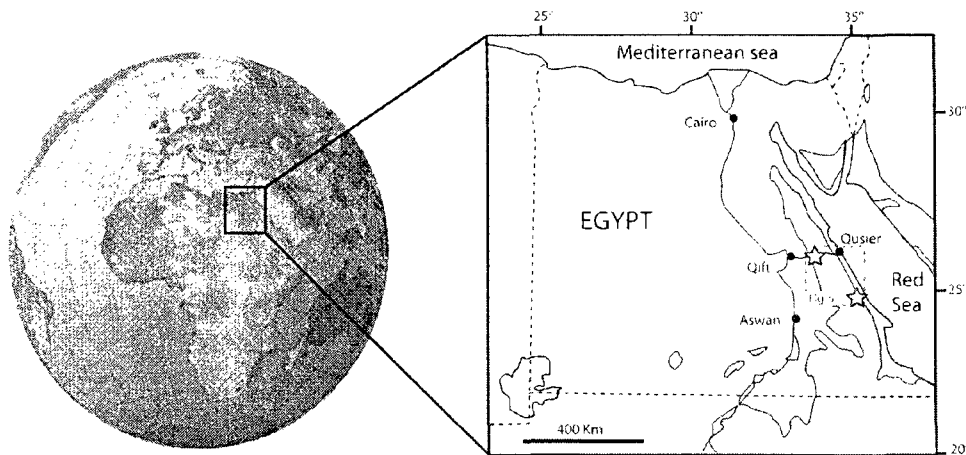 25° 30° 35°
Mediterranean sea
30°
Cairo
EGYPT
Qusier
Qift
Red
Sea
25°
Aswan
400 Km
20